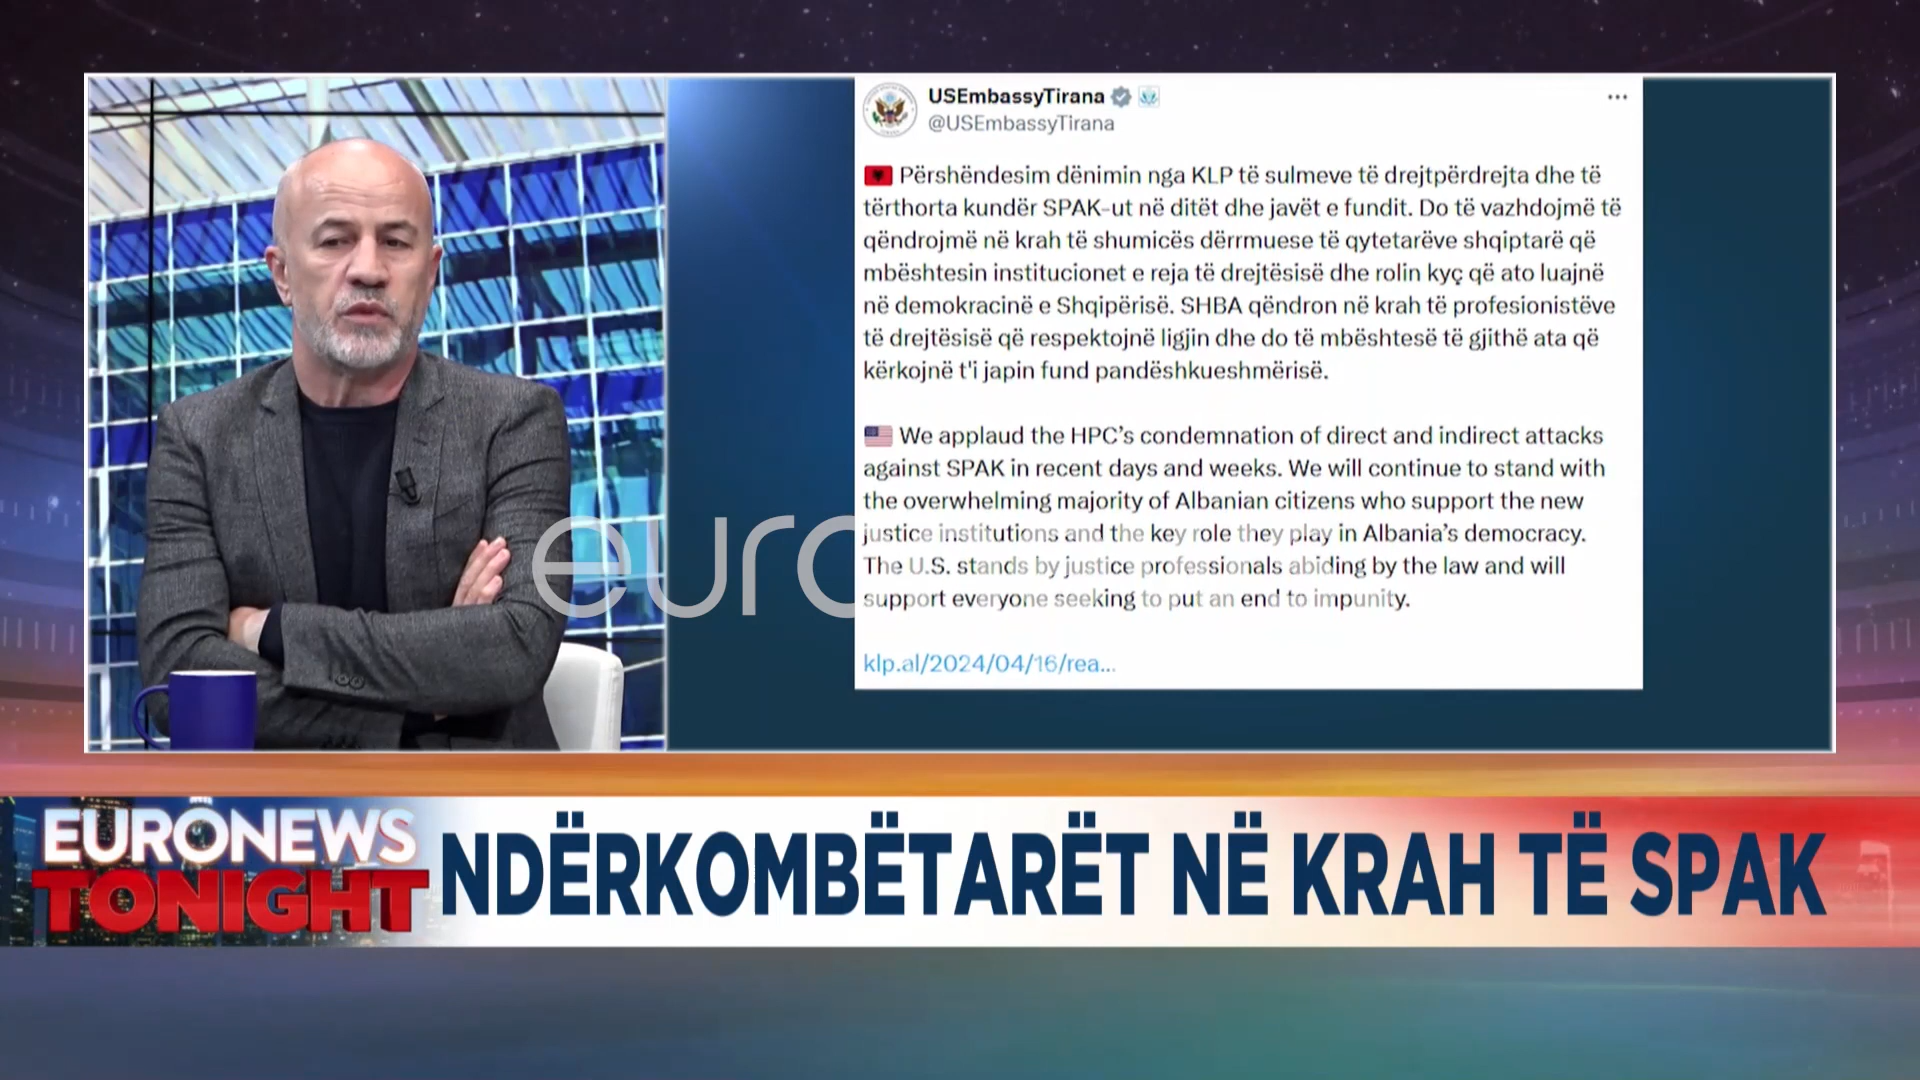 USEmbassyTirana
@USEmbassyTirana
Përshëndesim dënimin nga KLP të sulmeve të drejtpërdrejta dhe të
tërthorta kundër SPAK-ut në ditët dhe javët e fundit. Do të vazhdojmë të
qëndrojmë në krah të shumicës dërrmuese të qytetarëve shqiptarë që
mbështesin institucionet e reja të drejtësisë dhe rolin kyç që ato luajnë
në demokracinë e Shqipërisë. SHBA qëndron në krah të profesionistëve
të drejtësisë që respektojnë ligjin dhe do të mbështesë të gjithë ata që
kërkojnë t'i japin fund pandëshkueshmërisë.
We applaud the HPC’s condemnation of direct and indirect attacks
against SPAK in recent days and weeks. We will continue to stand with
the overwhelming majority of Albanian citizens who support the new
justice institutions and the key role they play in Albania’s democracy.
The U.S. stands by justice professionals abiding by the law and will
support everyone seeking to put an end to impunity.
klp.al/2024/04/16/rea...
euro
EURONEWS
TONIGHT
NDËRKOMBËTARËT NË KRAH TË SPAK